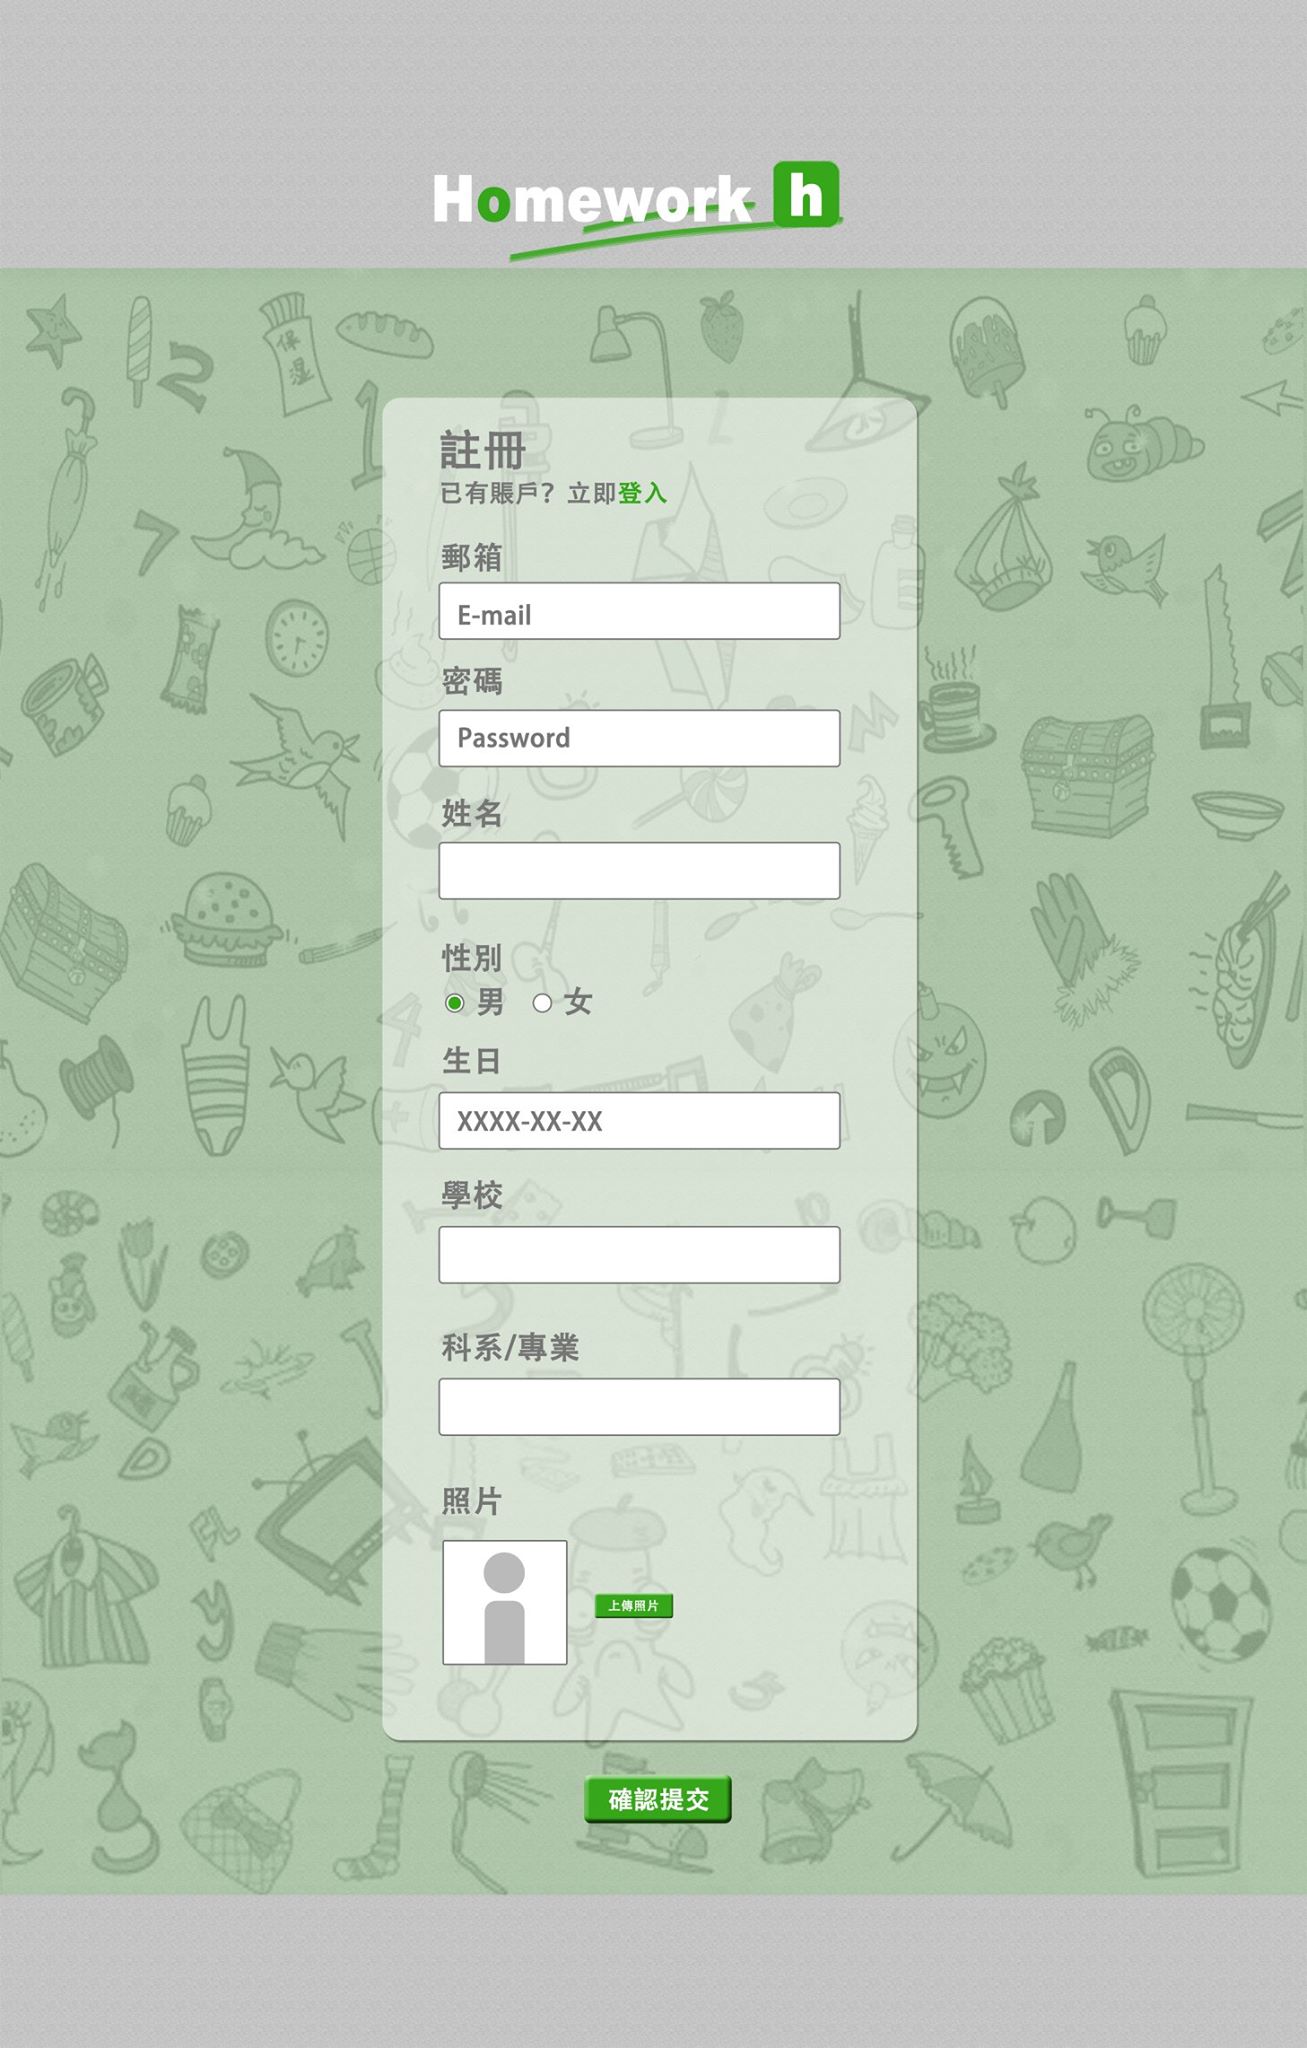 Homework h
註冊
已有賬戶? 立即登入
郵箱
E-mail
密碼
Password
姓名
性別
男 女
生日
XXXX-XX-XX
學校
科系/專業
照片
上傳照片
確認提交
保
濕